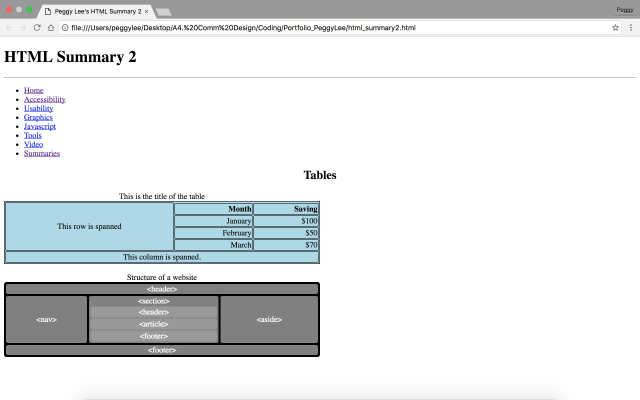 Peggy Lee's HTML Summary 2
Peggy
file:///Users/peggylee/Desktop/A4.%20Comm%20Design/Coding/Portfolio_PeggyLee/html_summary2.html
HTML Summary 2
Home
Accessibility
Usability
Graphics
Javascript
Tools
Video
Summaries
Tables
This is the title of the table
This row is spanned
Month Saving
January $100
February $50
March $70
This column is spanned.
Structure of a website
<header>
<nav>
<section>
<header>
<article>
<footer>
<aside>
<footer>